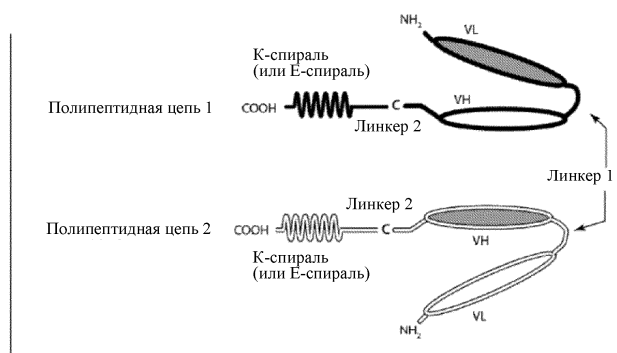 NH2
VL
К-спираль
(или Е-спираль)
Полипептидная цепь 1
COOH
C
VH
Линкер 2
Линкер 1
Линкер 2
Полипептидная цепь 2
COOH
C
VH
К-спираль
(или Е-спираль)
VL
NH2